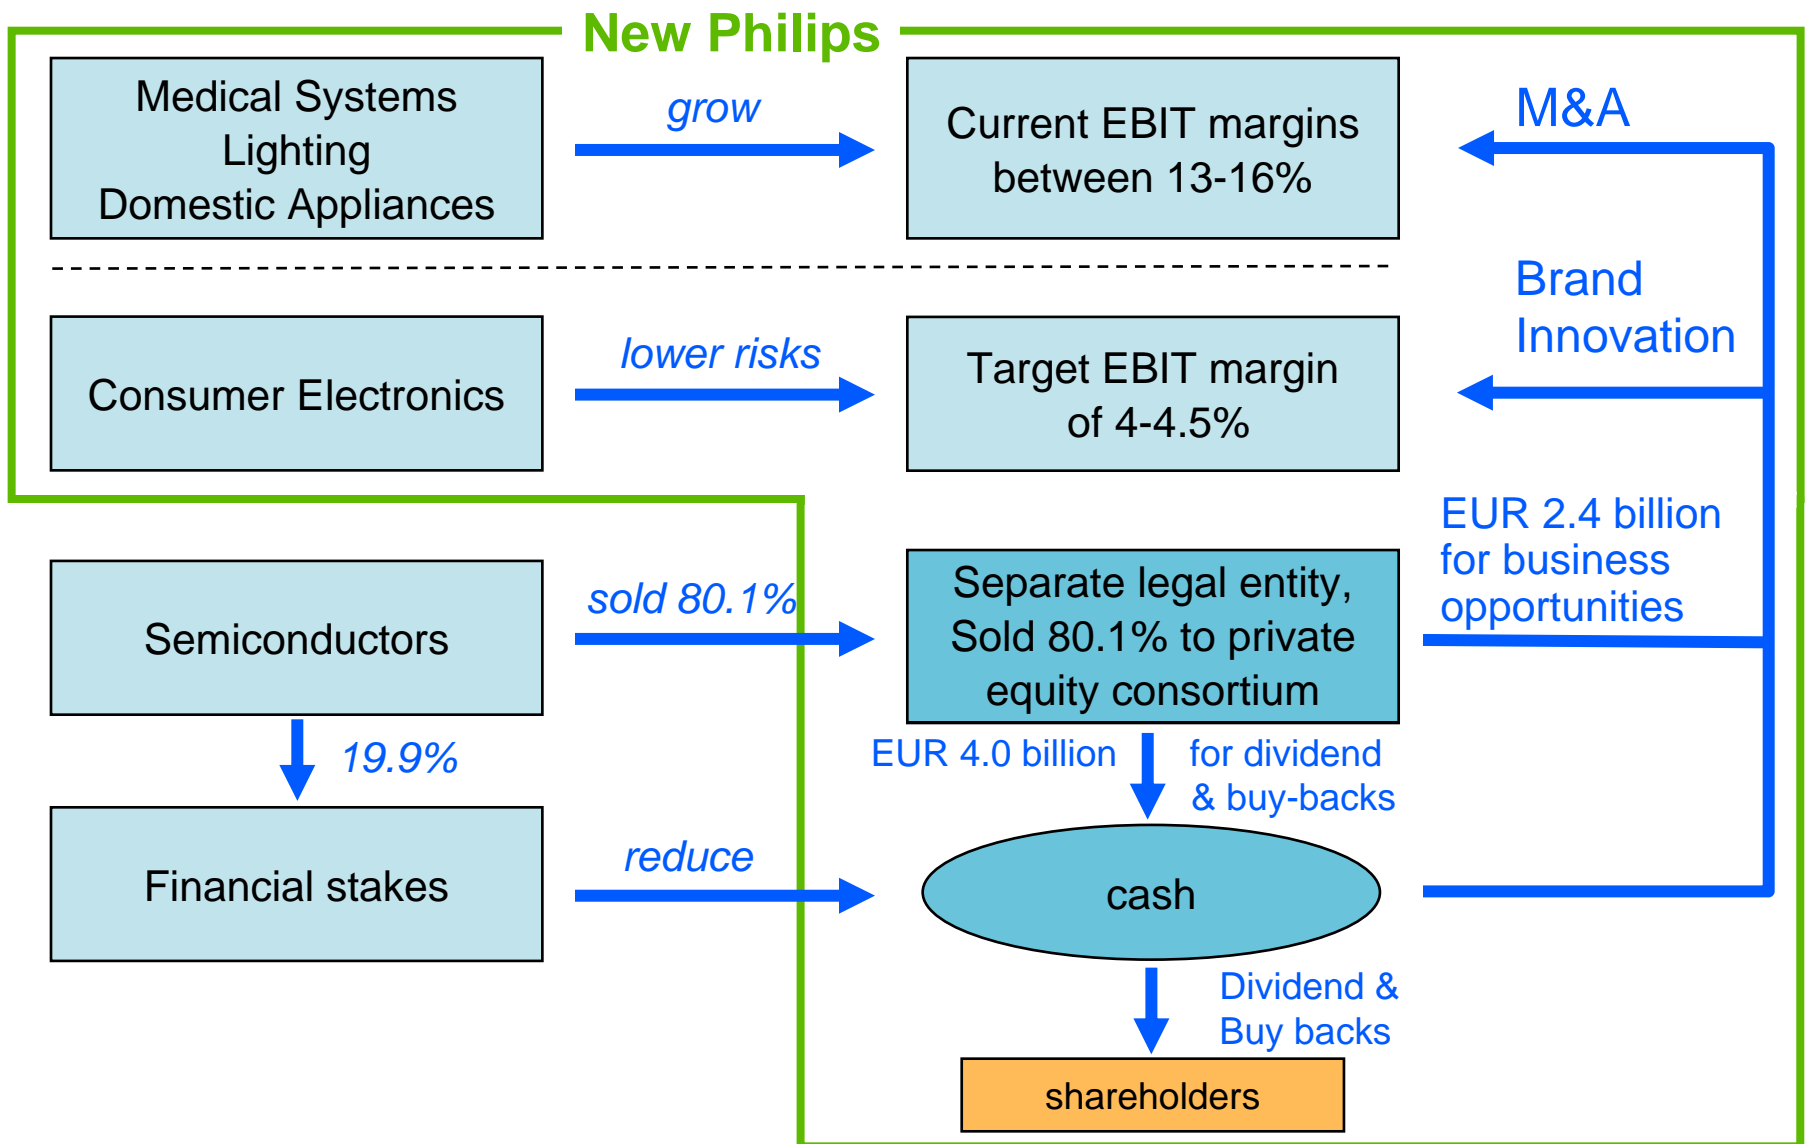 New Philips
Medical Systems
Lighting
Domestic Appliances
grow
Current EBIT margins
between 13-16%
M&A
Consumer Electronics
lower risks
Target EBIT margin
of 4-4.5%
Brand
Innovation
Semiconductors
sold 80.1%
Separate legal entity,
Sold 80.1% to private
equity consortium
EUR 2.4 billion
for business
opportunities
19.9%
EUR 4.0 billion
for dividend
& buy-backs
Financial stakes
reduce
cash
Dividend &
Buy backs
shareholders